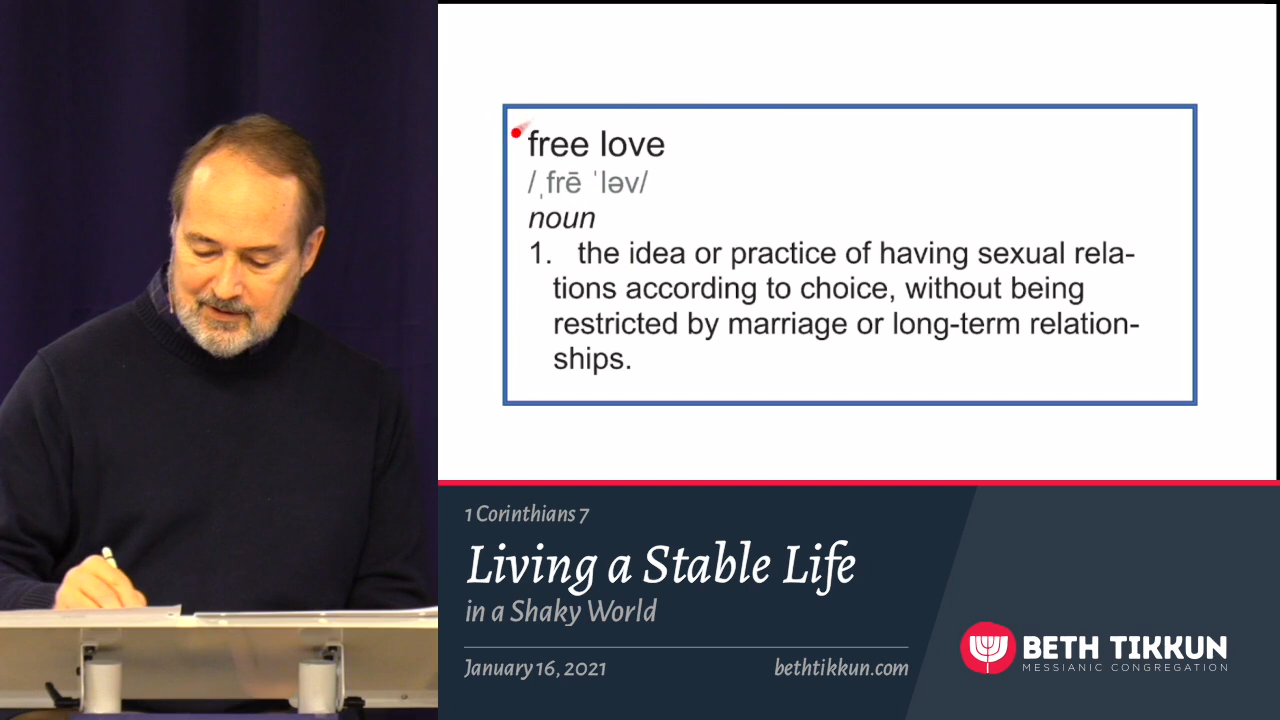 free love
/ˌfrē ˈləv/
noun
1. the idea or practice of having sexual rela-
tions according to choice, without being
restricted by marriage or long-term relation-
ships.
1 Corinthians 7
Living a Stable Life
in a Shaky World
January 16, 2021
bethtikkun.com
BETH TIKKUN
MESSIANIC CONGREGATION